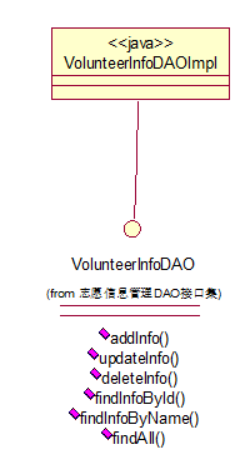 <<java>>
VolunteerInfoDAOImpl
VolunteerInfoDAO
(from 志愿信息管理DAO接口集)
addInfo()
updateInfo()
deleteInfo()
findInfoById()
findInfoByName()
findAll()